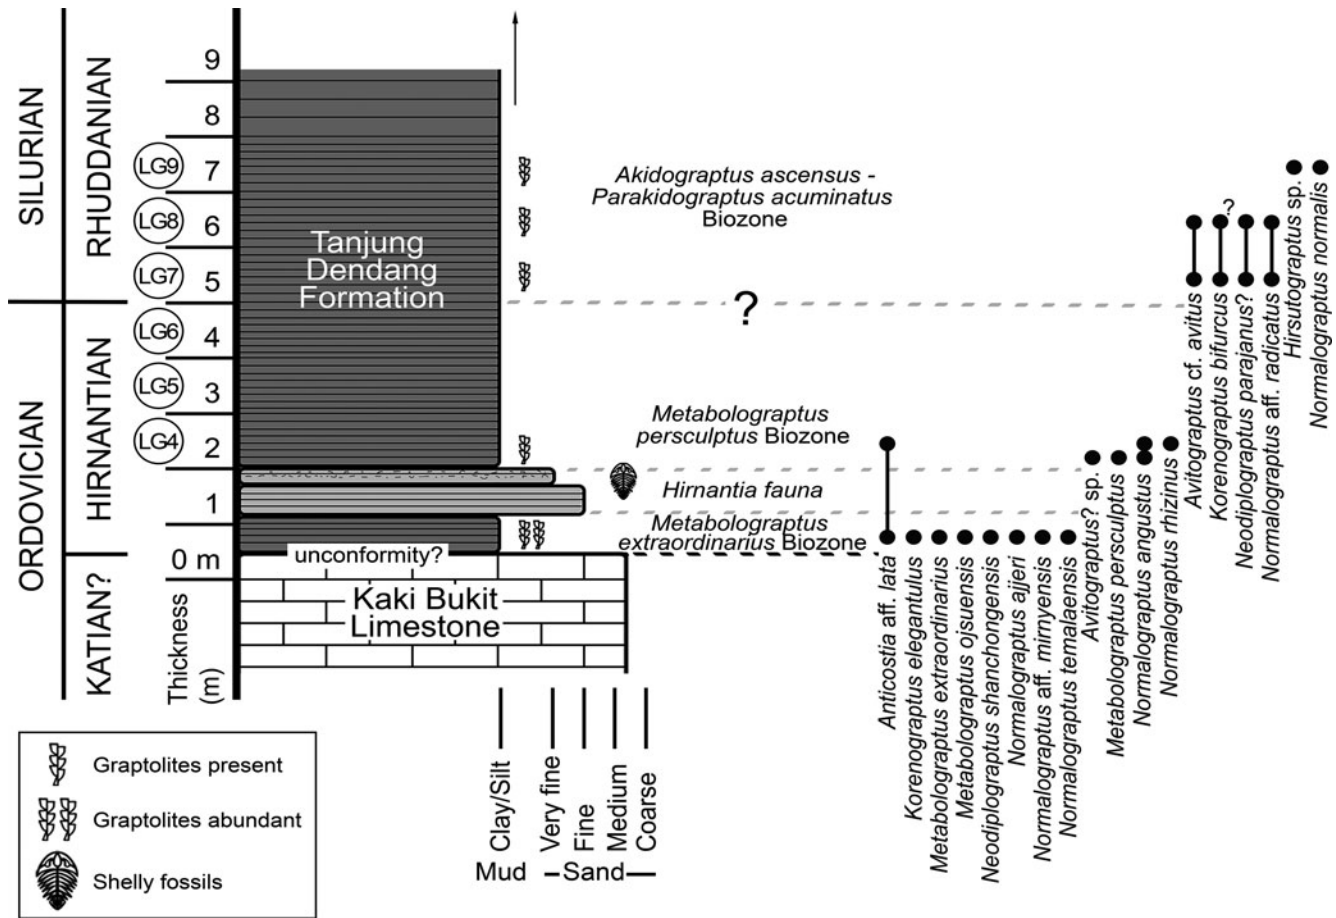 SILURIAN
ORDOVICIAN
RHUDDANIAN
HIRNANTIAN
KATIAN?
9
8
LG9 7
LG8 6
LG7 5
LG6 4
LG5 3
LG4 2
1
0 m
Thickness
(m)
Tanjung
Dendang
Formation
unconformity?
Kaki Bukit
Limestone
Akidograptus ascensus -
Parakidograptus acuminatus
Biozone
?
Metabolograptus
persculptus Biozone
Hirnantia fauna
Metabolograptus
extraordinarius Biozone
?
Anticostia aff. lata
Korenograptus elegantulus
Metabolograptus extraordinarius
Metabolograptus ojsuensis
Neodiplograptus shanchongensis
Normalograptus ajjeri
Normalograptus aff. mirnyensis
Normalograptus temalaensis
Avitograptus? sp.
Metabolograptus persculptus
Normalograptus angustus
Normalograptus rhizinus
Avitograptus cf. avitus
Korenograptus bifurcus
Neodiplograptus parajanus?
Normalograptus aff. radicatus
Hirsutograptus sp.
Normalograptus normalis
Clay/Silt
Very fine
Fine
Medium
Coarse
Mud
Sand
Graptolites present
Graptolites abundant
Shelly fossils